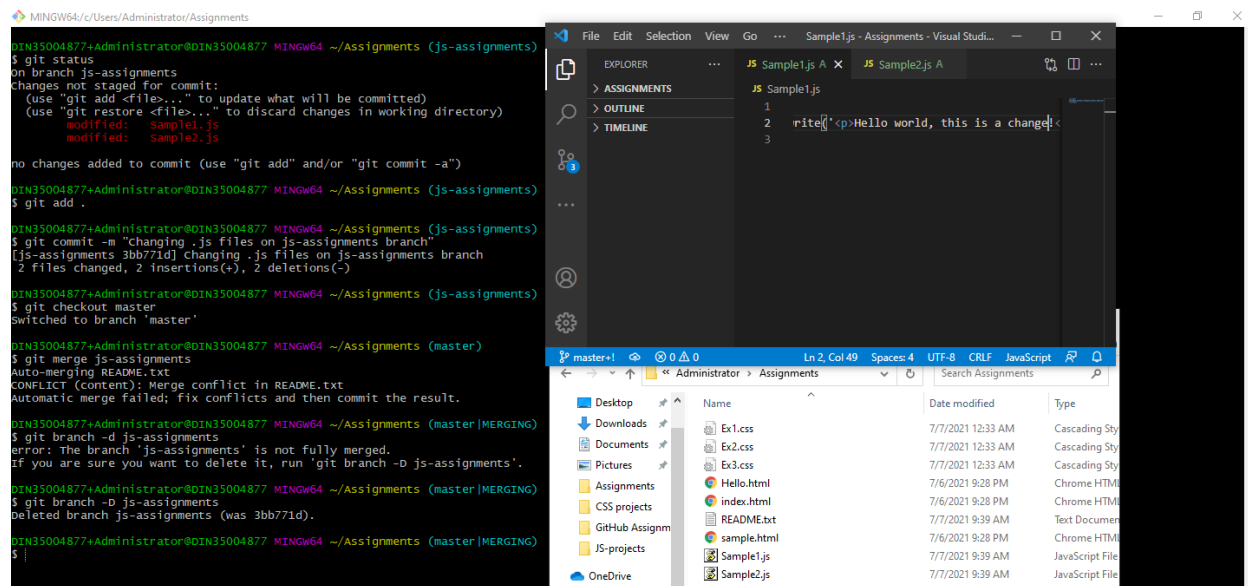 MINGW64:/c/Users/Administrator/Assignments
DIN35004877+Administrator@DIN35004877 MINGW64 ~/Assignments (js-assignments)
$ git status
On branch js-assignments
Changes not staged for commit:
(use "git add <file>..." to update what will be committed)
(use "git restore <file>..." to discard changes in working directory)
modified: Sample1.js
modified: Sample2.js
no changes added to commit (use "git add" and/or "git commit -a")
DIN35004877+Administrator@DIN35004877 MINGW64 ~/Assignments (js-assignments)
$ git add .
DIN35004877+Administrator@DIN35004877 MINGW64 ~/Assignments (js-assignments)
$ git commit -m "Changing .js files on js-assignments branch"
[js-assignments 3bb771d] Changing .js files on js-assignments branch
2 files changed, 2 insertions(+), 2 deletions(-)
DIN35004877+Administrator@DIN35004877 MINGW64 ~/Assignments (js-assignments)
$ git checkout master
Switched to branch 'master'
DIN35004877+Administrator@DIN35004877 MINGW64 ~/Assignments (master)
$ git merge js-assignments
Auto-merging README.txt
CONFLICT (content): Merge conflict in README.txt
Automatic merge failed; fix conflicts and then commit the result.
DIN35004877+Administrator@DIN35004877 MINGW64 ~/Assignments (master|MERGING)
$ git branch -d js-assignments
error: The branch 'js-assignments' is not fully merged.
If you are sure you want to delete it, run 'git branch -D js-assignments'.
DIN35004877+Administrator@DIN35004877 MINGW64 ~/Assignments (master|MERGING)
$ git branch -D js-assignments
Deleted branch js-assignments (was 3bb771d).
DIN35004877+Administrator@DIN35004877 MINGW64 ~/Assignments (master|MERGING)
$
File Edit Selection View Go ··· Sample1.js - Assignments - Visual Studi...
EXPLORER ··· JS Sample1.js A JS Sample2.js A ···
> ASSIGNMENTS
> OUTLINE
> TIMELINE
JS Sample1.js
1
2 rite('<p>Hello world, this is a change!<
3
3
master+! 0 0 Ln 2, Col 49 Spaces: 4 UTF-8 CRLF JavaScript
« Administrator > Assignments Search Assignments
Desktop
Downloads
Documents
Pictures
Assignments
CSS projects
GitHub Assignm
JS-projects
OneDrive
Name Date modified Type
Ex1.css 7/7/2021 12:33 AM Cascading Sty
Ex2.css 7/7/2021 12:33 AM Cascading Sty
Ex3.css 7/7/2021 12:33 AM Cascading Sty
Hello.html 7/6/2021 9:28 PM Chrome HTML
index.html 7/6/2021 9:28 PM Chrome HTML
README.txt 7/7/2021 9:39 AM Text Documen
sample.html 7/6/2021 9:28 PM Chrome HTML
Sample1.js 7/7/2021 9:39 AM JavaScript File
Sample2.js 7/7/2021 9:39 AM JavaScript File